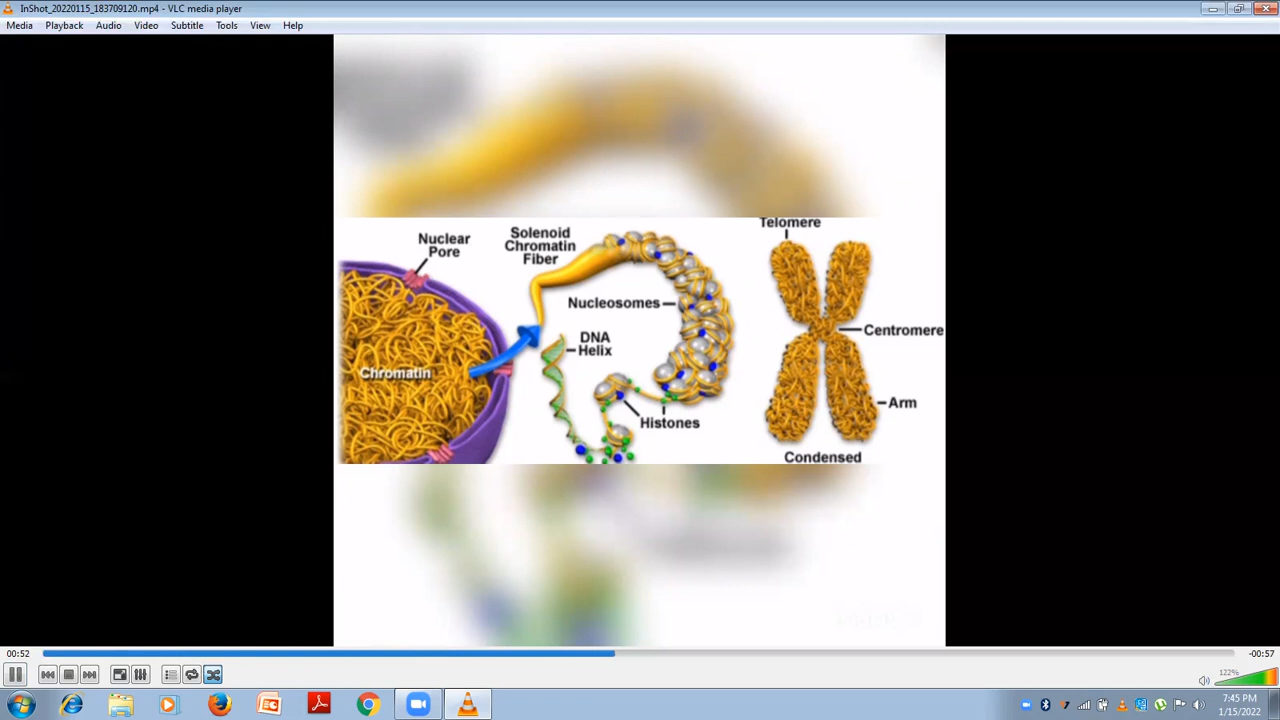 InShot_20220115_183709120.mp4 - VLC media player
Media Playback Audio Video Subtitle Tools View Help
Telomere
Nuclear
Pore
Solenoid
Chromatin
Fiber
Nucleosomes
DNA
Helix
Centromere
Chromatin
Arm
Histones
Condensed
00:52
-00:57
122%
7:45 PM
1/15/2022